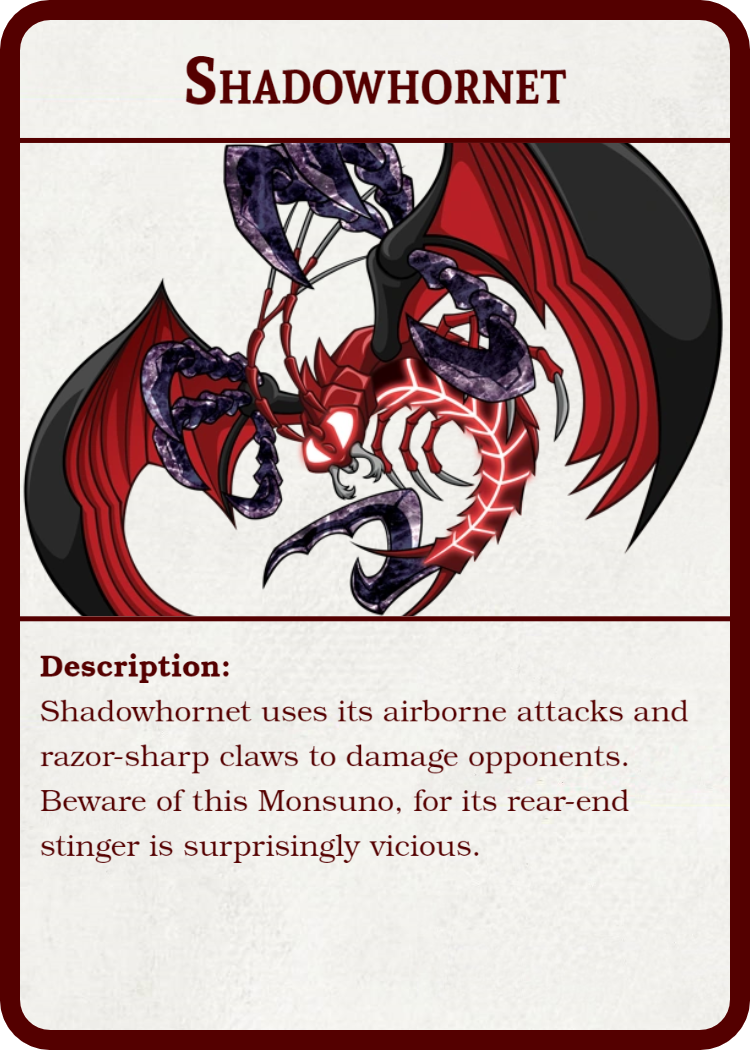 Shadowhornet
Description:
Shadowhornet uses its airborne attacks and
razor-sharp claws to damage opponents.
Beware of this Monsuno, for its rear-end
stinger is surprisingly vicious.